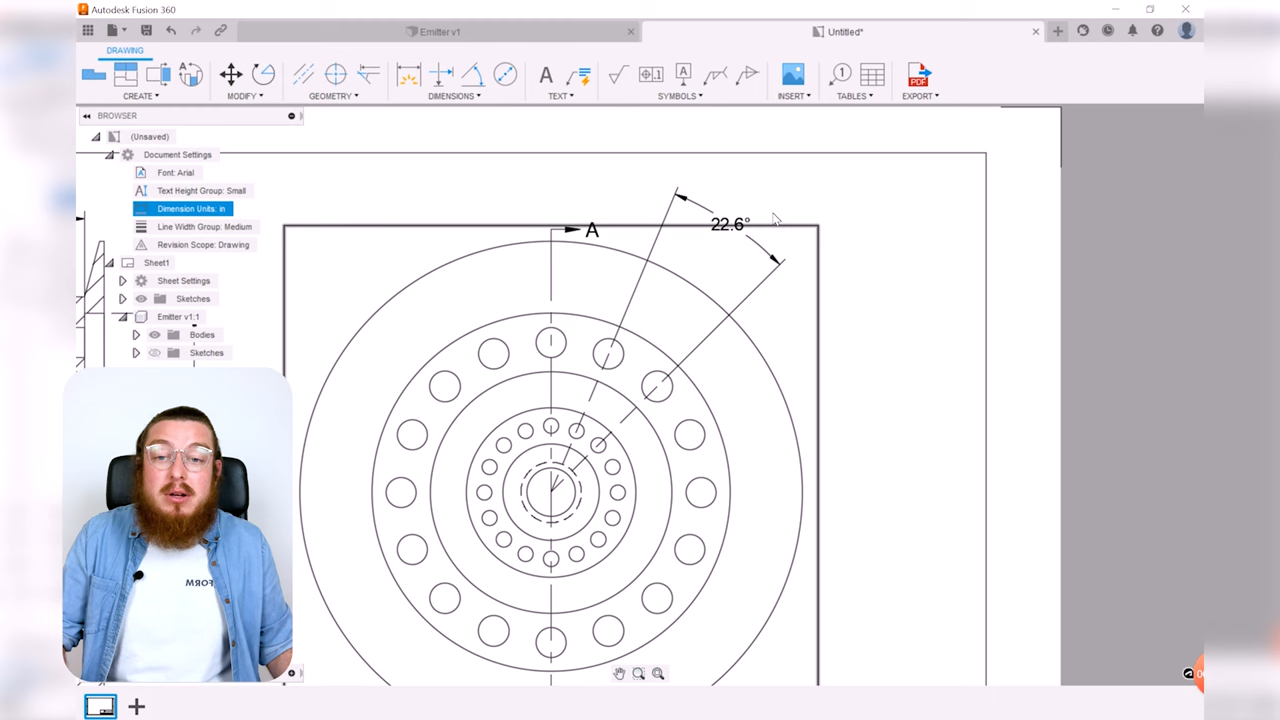 Autodesk Fusion 360
Emitter v1
Untitled*
DRAWING
CREATE
MODIFY
GEOMETRY
DIMENSIONS
TEXT
SYMBOLS
INSERT
TABLES
EXPORT
BROWSER
(Unsaved)
Document Settings
Font: Arial
Text Height Group: Small
Dimension Units: in
Line Width Group: Medium
Revision Scope: Drawing
Sheet1
Sheet Settings
Sketches
Emitter v1:1
Bodies
Sketches
A
22.6°
FORM
PDF